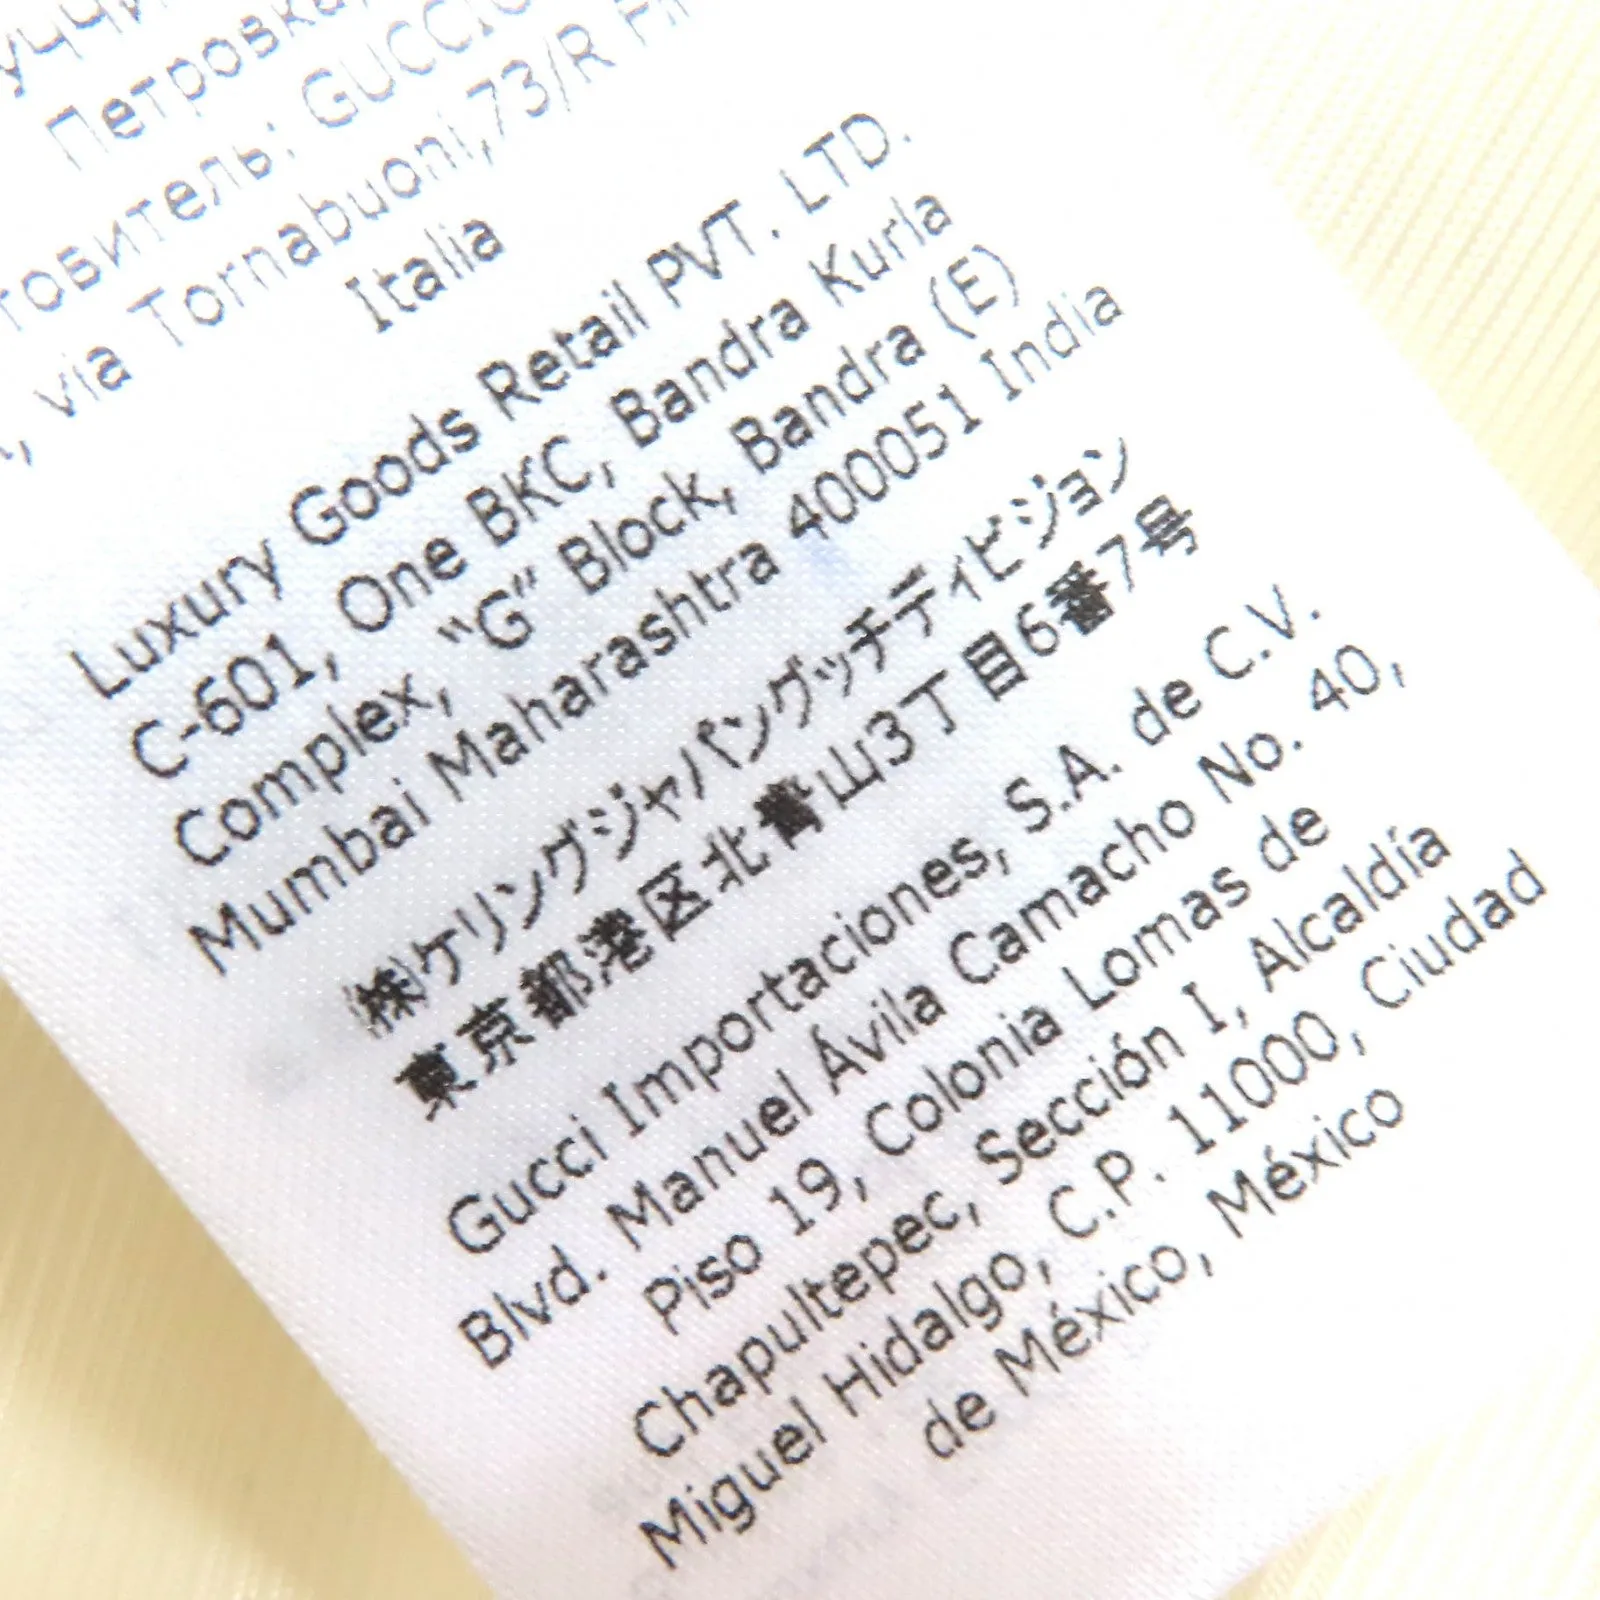 Петровка,
товитель: GUCCIO
, via Tornabuoni,73/R
Italia
Luxury Goods Retail PVT. LTD.
C-601, One BKC, Bandra Kurla
Complex, “G” Block, Bandra (E)
Mumbai Maharashtra 400051 India
㈱ケリングジャパングッチディビジョン
東京都港区北青山3丁目6番7号
Gucci Importaciones, S.A. de C.V.
Blvd. Manuel Ávila Camacho No. 40,
Piso 19, Colonia Lomas de
Chapultepec, Sección I, Alcaldía
Miguel Hidalgo, C.P. 11000, Ciudad
de México, México